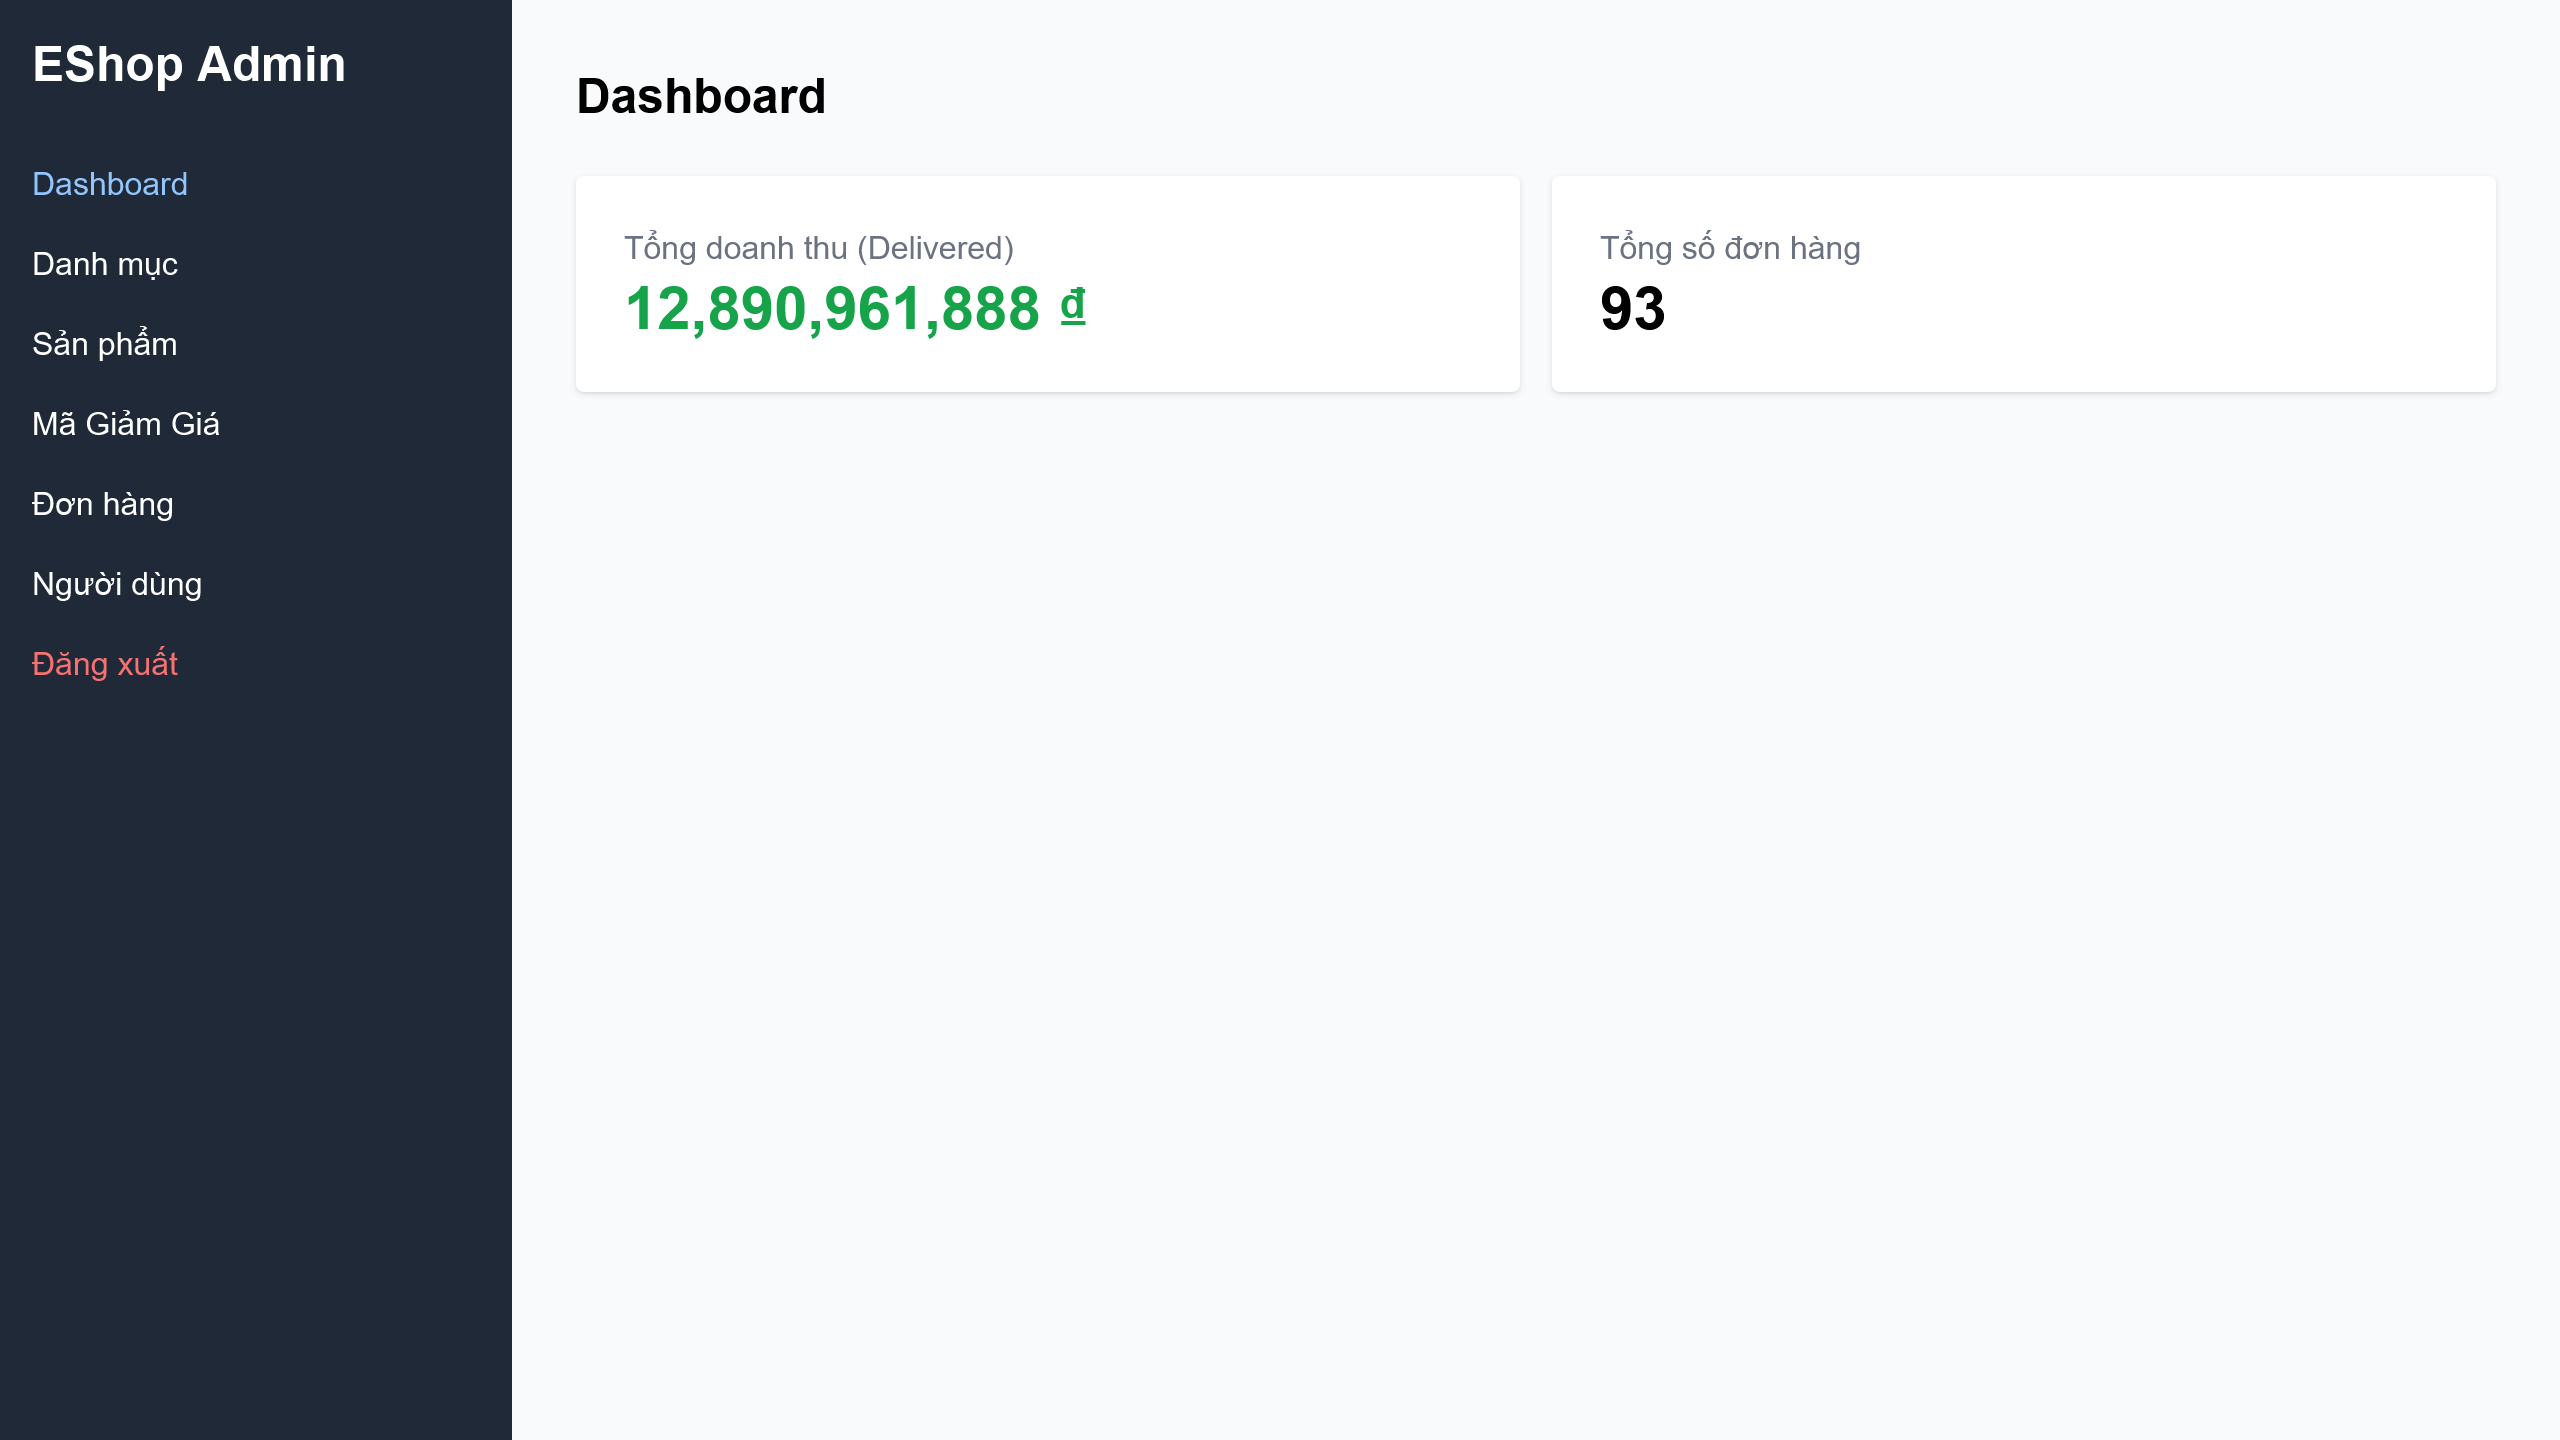 EShop Admin
Dashboard
Danh mục
Sản phẩm
Mã Giảm Giá
Đơn hàng
Người dùng
Đăng xuất
Dashboard
Tổng doanh thu (Delivered)
12,890,961,888 ₫
Tổng số đơn hàng
93